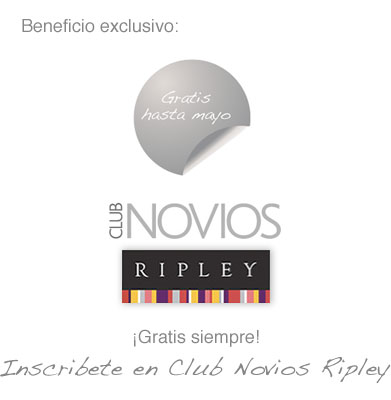 Beneficio exclusivo:
Gratis
hasta mayo
CLUB NOVIOS
RIPLEY
¡Gratis siempre!
Inscribete en Club Novios Ripley